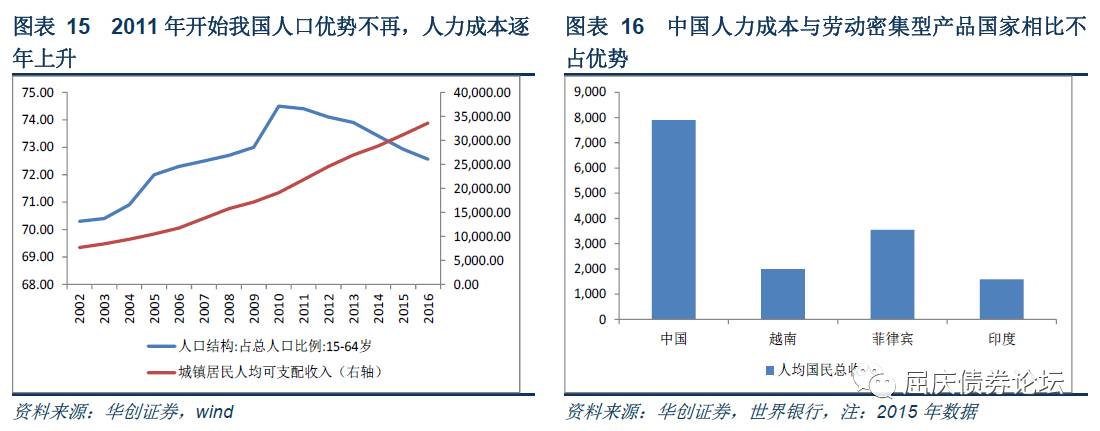 图表 15 2011 年开始我国人口优势不再，人力成本逐
年上升
75.00
74.00
73.00
72.00
71.00
70.00
69.00
68.00
40,000.00
35,000.00
30,000.00
25,000.00
20,000.00
15,000.00
10,000.00
5,000.00
0.00
2002 2003 2004 2005 2006 2007 2008 2009 2010 2011 2012 2013 2014 2015 2016
人口结构:占总人口比例:15-64岁
城镇居民人均可支配收入（右轴）
资料来源：华创证券，wind
图表 16 中国人力成本与劳动密集型产品国家相比不
占优势
9,000
8,000
7,000
6,000
5,000
4,000
3,000
2,000
1,000
0
中国 越南 菲律宾 印度
人均国民总收
屈庆债券论坛
资料来源：华创证券，世界银行，注：2015 年数据